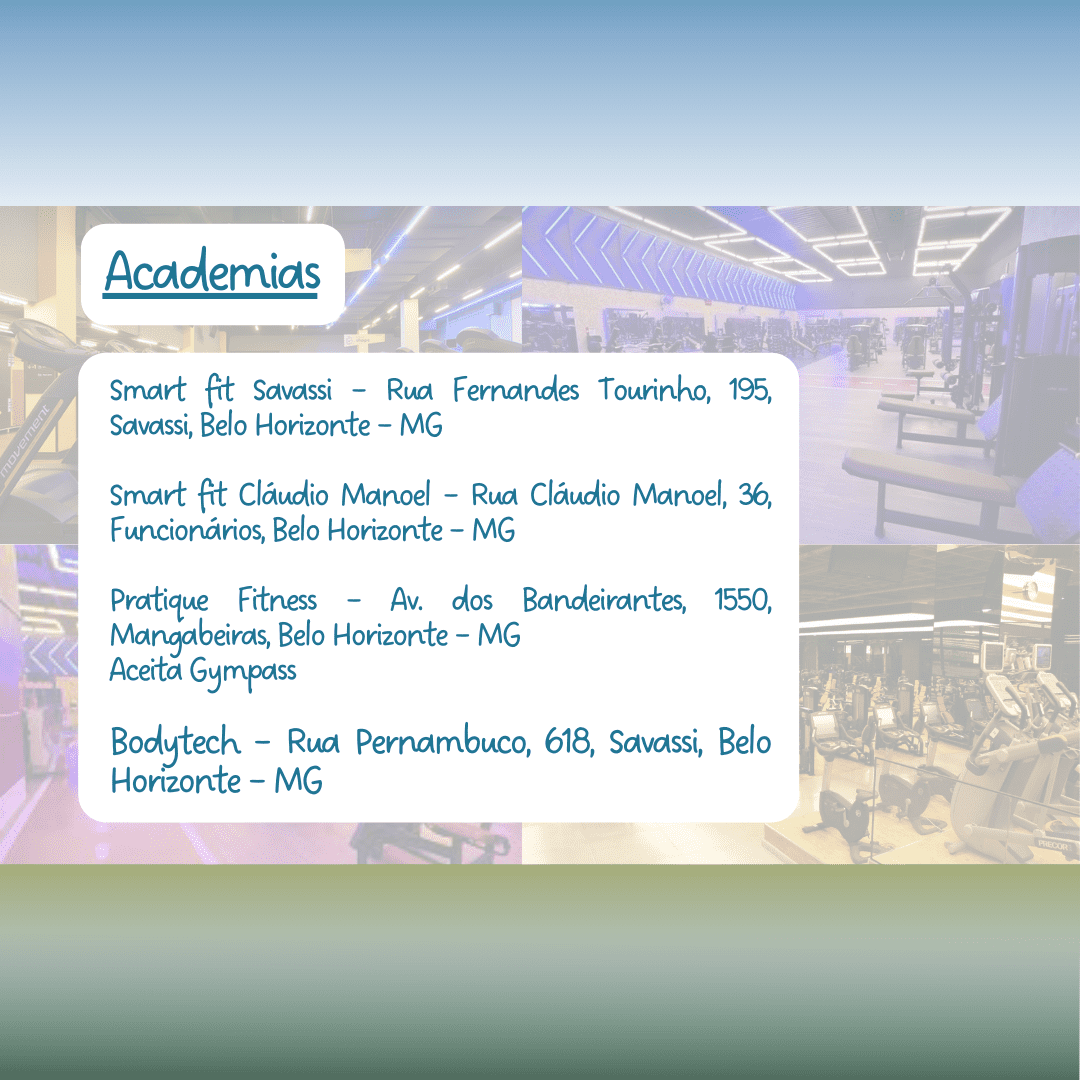 Academias
Smart fit Savassi - Rua Fernandes Tourinho, 195,
Savassi, Belo Horizonte - MG
Smart fit Cláudio Manoel - Rua Cláudio Manoel, 36,
Funcionários, Belo Horizonte - MG
Pratique Fitness - Av. dos Bandeirantes, 1550,
Mangabeiras, Belo Horizonte - MG
Aceita Gympass
Bodytech - Rua Pernambuco, 618, Savassi, Belo
Horizonte - MG
movement
PRECOR